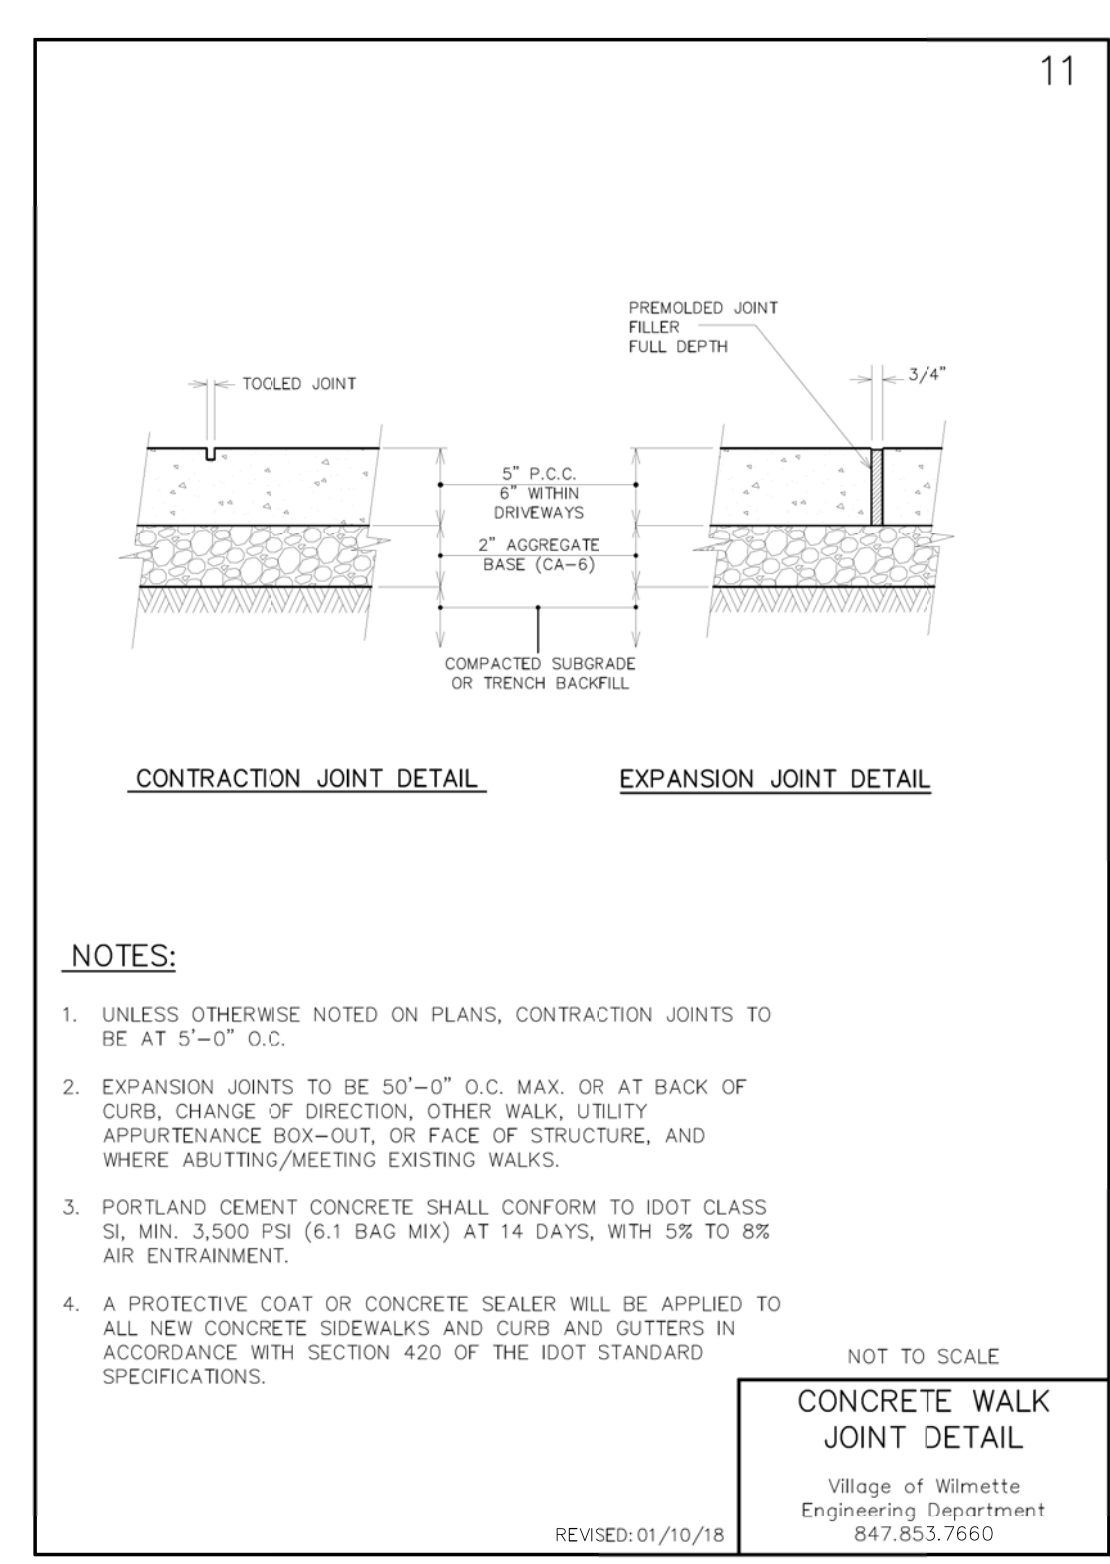 11
PREMOLDED JOINT
FILLER
FULL DEPTH
3/4"
TOOLED JOINT
5" P.C.C.
6" WITHIN
DRIVEWAYS
2" AGGREGATE
BASE (CA-6)
COMPACTED SUBGRADE
OR TRENCH BACKFILL
CONTRACTION JOINT DETAIL
EXPANSION JOINT DETAIL
NOTES:
1. UNLESS OTHERWISE NOTED ON PLANS, CONTRACTION JOINTS TO
BE AT 5'-0" O.C.
2. EXPANSION JOINTS TO BE 50'-0" O.C. MAX. OR AT BACK OF
CURB, CHANGE OF DIRECTION, OTHER WALK, UTILITY
APPURTENANCE BOX-OUT, OR FACE OF STRUCTURE, AND
WHERE ABUTTING/MEETING EXISTING WALKS.
3. PORTLAND CEMENT CONCRETE SHALL CONFORM TO IDOT CLASS
SI, MIN. 3,500 PSI (6.1 BAG MIX) AT 14 DAYS, WITH 5% TO 8%
AIR ENTRAINMENT.
4. A PROTECTIVE COAT OR CONCRETE SEALER WILL BE APPLIED TO
ALL NEW CONCRETE SIDEWALKS AND CURB AND GUTTERS IN
ACCORDANCE WITH SECTION 420 OF THE IDOT STANDARD
SPECIFICATIONS.
NOT TO SCALE
CONCRETE WALK
JOINT DETAIL
Village of Wilmette
Engineering Department
847.853.7660
REVISED: 01/10/18